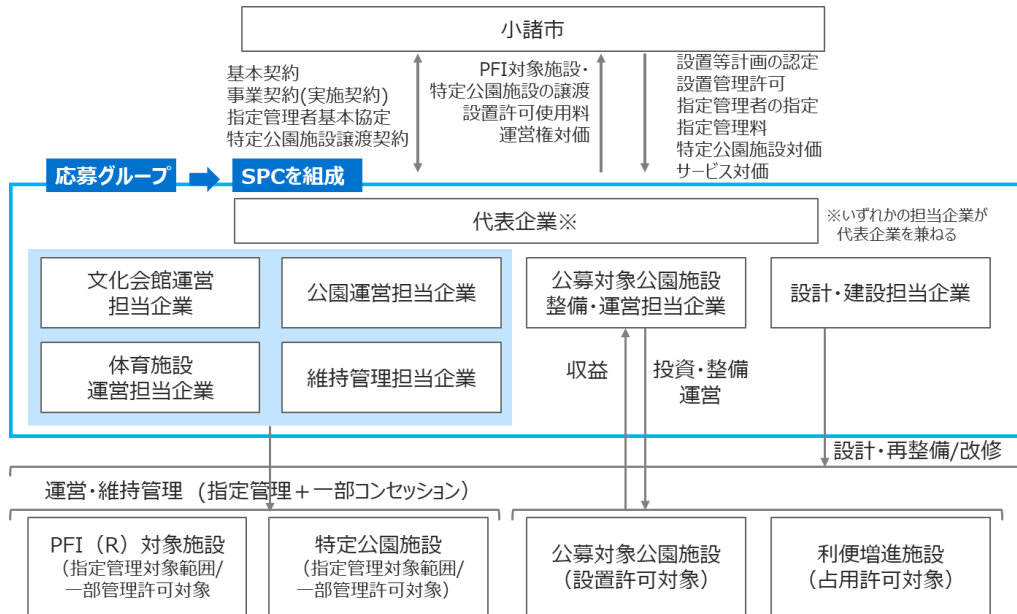 小諸市
基本契約
事業契約(実施契約)
指定管理者基本協定
特定公園施設譲渡契約
PFI対象施設・
特定公園施設の譲渡
設置許可使用料
運営権対価
設置等計画の認定
設置管理許可
指定管理者の指定
指定管理料
特定公園施設対価
サービス対価
応募グループ
SPCを組成
代表企業※
※いずれかの担当企業が
代表企業を兼ねる
文化会館運営
担当企業
公園運営担当企業
公募対象公園施設
整備・運営担当企業
設計・建設担当企業
体育施設
運営担当企業
維持管理担当企業
収益
投資・整備
運営
設計・再整備/改修
運営・維持管理 (指定管理＋一部コンセッション）
PFI（R）対象施設
（指定管理対象範囲/
一部管理許可対象
特定公園施設
（指定管理対象範囲/
一部管理許可対象）
公募対象公園施設
（設置許可対象）
利便増進施設
（占用許可対象）